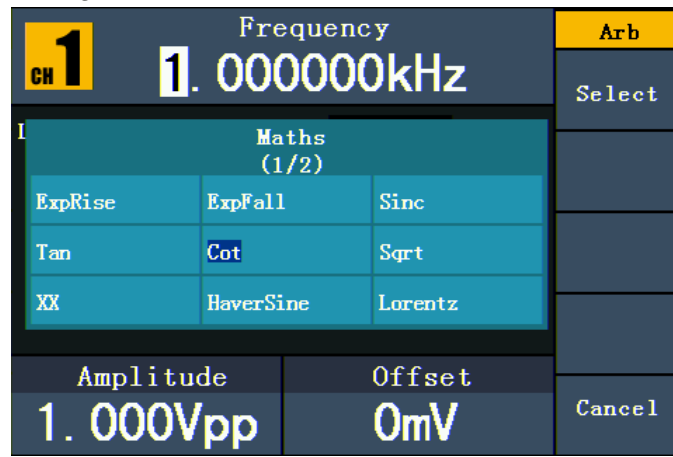 CH 1
Frequency
1.000000kHz
Arb
Select
L
Maths
(1/2)
ExpRise ExpFall Sinc
Tan Cot Sqrt
XX HaverSine Lorentz
Amplitude
1.000Vpp
Offset
0mV
Cancel